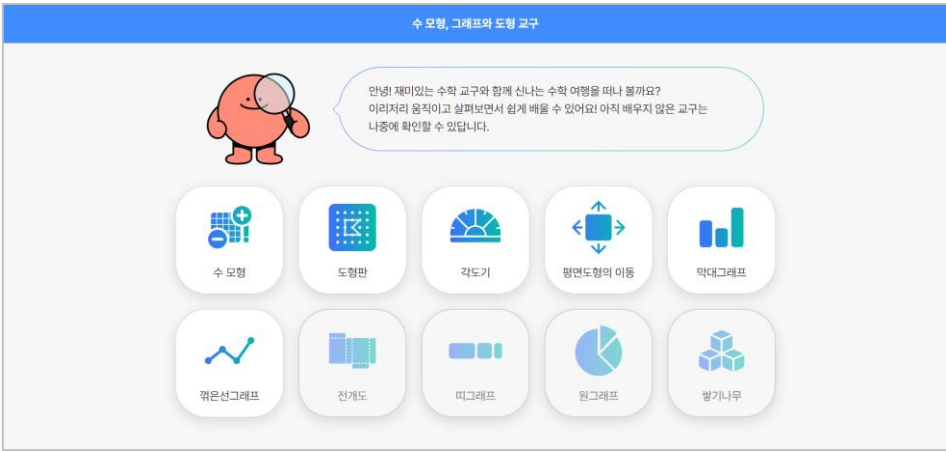 수 모형, 그래프와 도형 교구
안녕! 재미있는 수학 교구와 함께 신나는 수학 여행을 떠나 볼까요?
이리저리 움직이고 살펴보면서 쉽게 배울 수 있어요! 아직 배우지 않은 교구는
나중에 확인할 수 있답니다.
수 모형
도형판
각도기
평면도형의 이동
막대그래프
꺾은선그래프
전개도
띠그래프
원그래프
쌓기나무